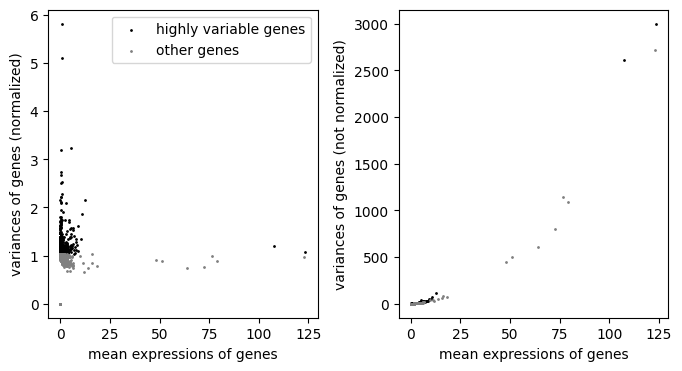 variances of genes (normalized)
6
5
4
3
2
1
0
highly variable genes
other genes
0 25 50 75 100 125
mean expressions of genes
variances of genes (not normalized)
3000
2500
2000
1500
1000
500
0
0 25 50 75 100 125
mean expressions of genes